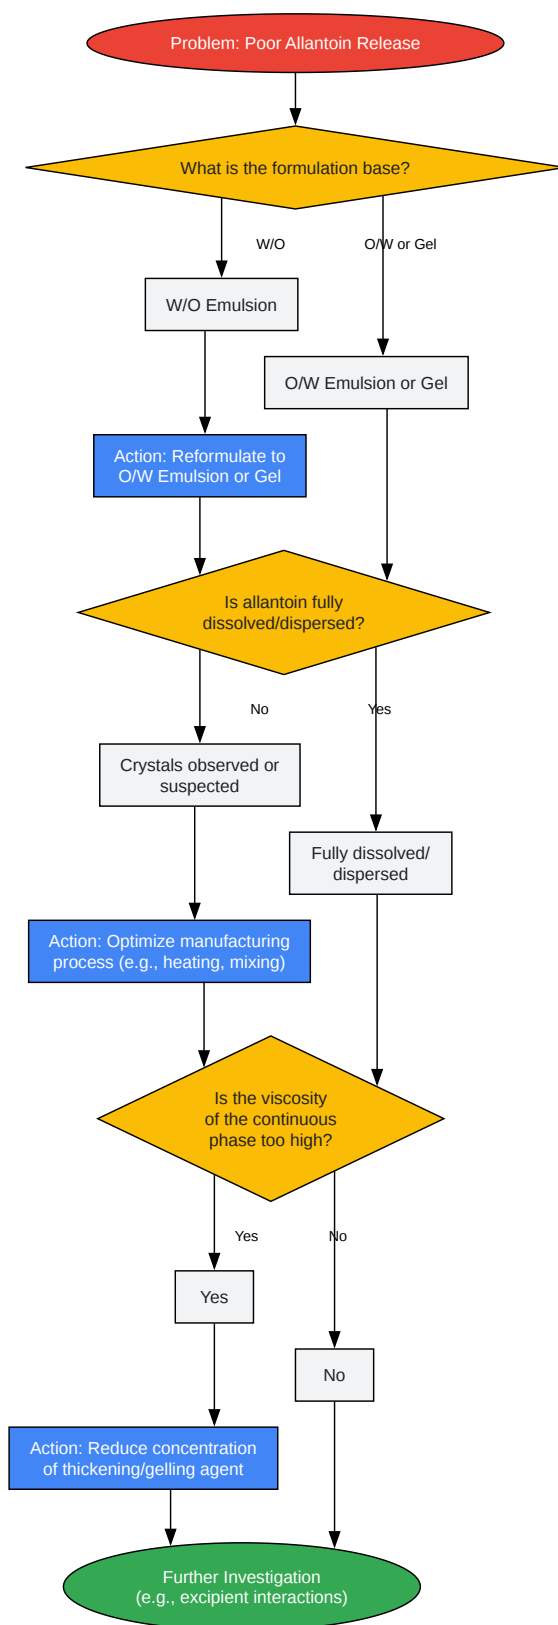 Problem: Poor Allantoin Release
What is the formulation base?
W/O
O/W or Gel
W/O Emulsion
O/W Emulsion or Gel
Action: Reformulate to
O/W Emulsion or Gel
Is allantoin fully
dissolved/dispersed?
No
Yes
Crystals observed or
suspected
Fully dissolved/
dispersed
Action: Optimize manufacturing
process (e.g., heating, mixing)
Is the viscosity
of the continuous
phase too high?
Yes
No
Yes
No
Action: Reduce concentration
of thickening/gelling agent
Further Investigation
(e.g., excipient interactions)